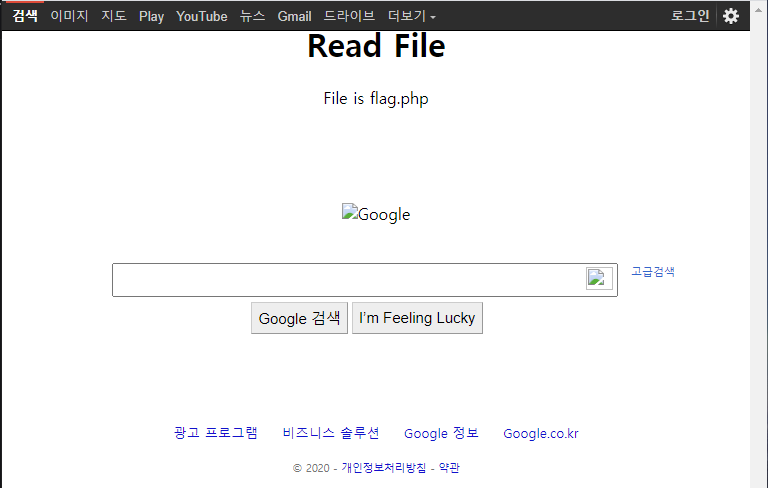 검색 이미지 지도 Play YouTube 뉴스 Gmail 드라이브 더보기 로그인
Read File
File is flag.php
Google
고급검색
Google 검색 I'm Feeling Lucky
광고 프로그램 비즈니스 솔루션 Google 정보 Google.co.kr
© 2020 - 개인정보처리방침 - 약관